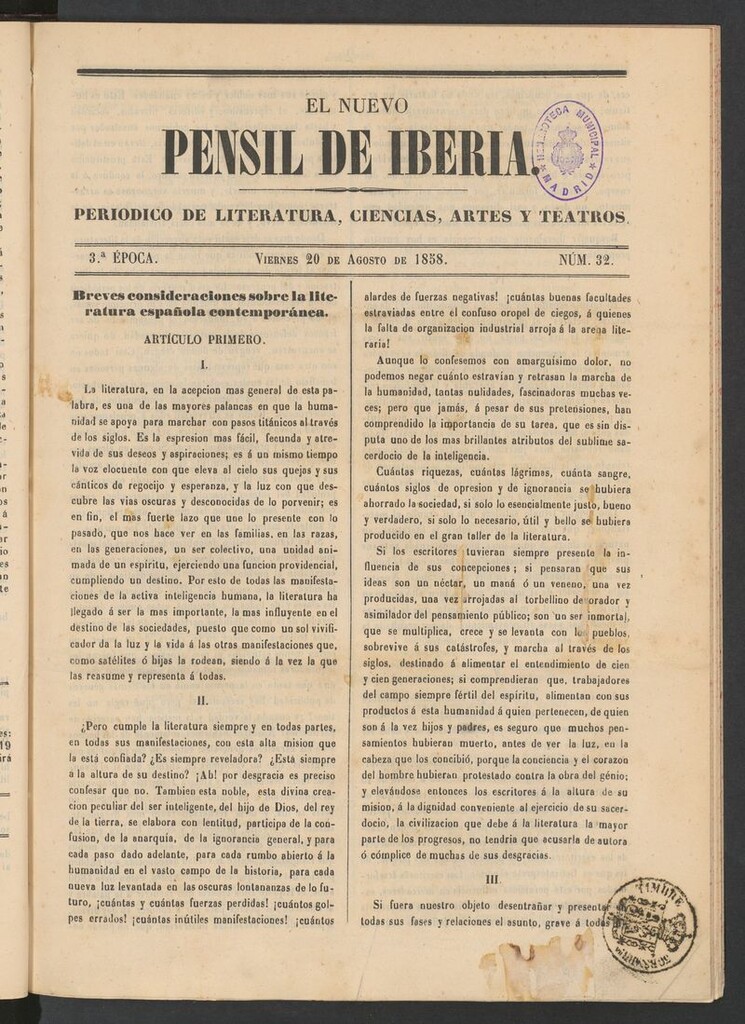 EL NUEVO
PENSIL DE IBERIA.
BIBLIOTECA MUNICIPAL
MADRID
PERIODICO DE LITERATURA, CIENCIAS, ARTES Y TEATROS.
3.ª ÉPOCA. VIERNES 20 DE AGOSTO DE 1858. NÚM. 32.
Breves consideraciones sobre la lite-
ratura española contemporánea.
ARTÍCULO PRIMERO.
I.
La literatura, en la acepcion mas general de esta pa-
labra, es una de las mayores palancas en que la huma-
nidad se apoya para marchar con pasos titánicos al través
de los siglos. Es la espresion mas fácil, fecunda y atre-
vida de sus deseos y aspiraciones; es á un mismo tiempo
la voz elocuente con que eleva al cielo sus quejas y sus
cánticos de regocijo y esperanza, y la luz con que des-
cubre las vias oscuras y desconocidas de lo porvenir; es
en fin, el mas fuerte lazo que une lo presente con lo
pasado, que nos hace ver en las familias, en las razas,
en las generaciones, un ser colectivo, una unidad ani-
mada de un espíritu, ejerciendo una funcion providencial,
cumpliendo un destino. Por esto de todas las manifesta-
ciones de la activa inteligencia humana, la literatura ha
llegado á ser la mas importante, la mas influyente en el
destino de las sociedades, puesto que como un sol vivifi-
cador da la luz y la vida á las otras manifestaciones que,
como satélites ó hijas la rodean, siendo á la vez la que
las reasume y representa á todas.
II.
¿Pero cumple la literatura siempre y en todas partes,
en todas sus manifestaciones, con esta alta mision que
la está confiada? ¿Es siempre reveladora? ¿Está siempre
á la altura de su destino? ¡Ah! por desgracia es preciso
confesar que no. Tambien esta noble, esta divina crea-
cion peculiar del ser inteligente, del hijo de Dios, del rey
de la tierra, se elabora con lentitud, participa de la con-
fusion, de la anarquía, de la ignorancia general, y para
cada paso dado adelante, para cada rumbo abierto á la
humanidad en el vasto campo de la historia, para cada
nueva luz levantada en las oscuras lontananzas de lo fu-
turo, ¡cuántas y cuántas fuerzas perdidas! ¡cuántos gol-
pes errados! ¡cuántas inútiles manifestaciones! ¡cuántos
alardes de fuerzas negativas! ¡cuántas buenas facultades
estraviadas entre el confuso oropel de ciegos, á quienes
la falta de organizacion industrial arroja á la arena lite-
raria!
Aunque lo confesemos con amarguísimo dolor, no
podemos negar cuánto estravían y retrasan la marcha de
la humanidad, tantas nulidades, fascinadoras muchas ve-
ces; pero que jamás, á pesar de sus pretensiones, han
comprendido la importancia de su tarea, que es sin dis-
puta uno de los mas brillantes atributos del sublime sa-
cerdocio de la inteligencia.
Cuántas riquezas, cuántas lágrimas, cuánta sangre,
cuántos siglos de opresion y de ignorancia se hubiera
ahorrado la sociedad, si solo lo esencialmente justo, bueno
y verdadero, si solo lo necesario, útil y bello se hubiera
producido en el gran taller de la literatura.
Si los escritores tuvieran siempre presente la in-
fluencia de sus concepciones; si pensaran que sus
ideas son un néctar, un maná ó un veneno, una vez
producidas, una vez arrojadas al torbellino de orador y
asimilador del pensamiento público; son un ser inmortal,
que se multiplica, crece y se levanta con los pueblos,
sobrevive á sus catástrofes, y marcha al través de los
siglos, destinado á alimentar el entendimiento de cien
y cien generaciones; si comprendieran que, trabajadores
del campo siempre fértil del espíritu, alimentan con sus
productos á esta humanidad á quien pertenecen, de quien
son á la vez hijos y padres, es seguro que muchos pen-
samientos hubieran muerto, antes de ver la luz, en la
cabeza que los concibió, porque la conciencia y el corazon
del hombre hubieran protestado contra la obra del génio;
y elevándose entonces los escritores á la altura de su
mision, á la dignidad conveniente al ejercicio de su sacer-
docio, la civilizacion que debe á la literatura la mayor
parte de los progresos, no tendria que acusarla de autora
ó cómplice de muchas de sus desgracias.
III.
Si fuera nuestro objeto desentrañar y presentar
todas sus fases y relaciones el asunto, grave á todas
TIMBRE